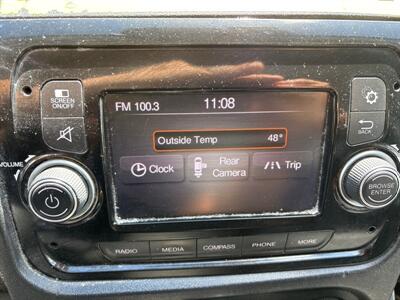 SCREEN
ON/OFF
FM 100.3
11:08
BACK
Outside Temp 48°
Clock
Rear
Camera
Trip
VOLUME
BROWSE
ENTER
RADIO
MEDIA
COMPASS
PHONE
MORE